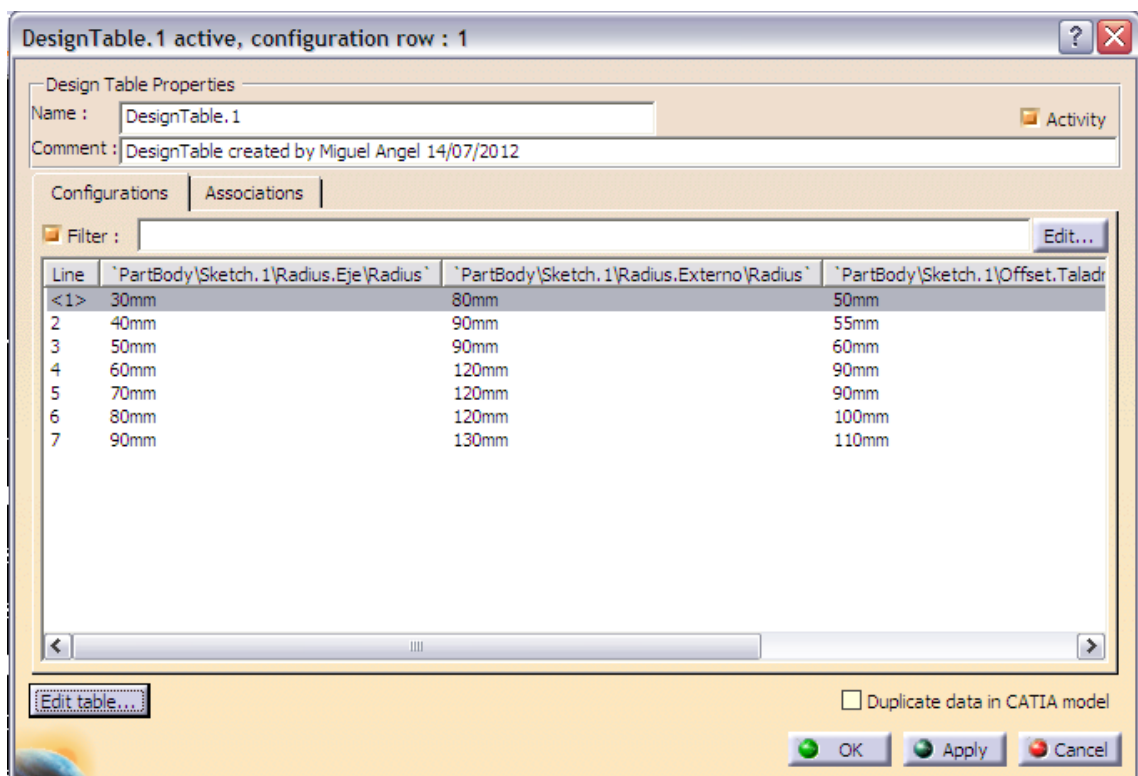 DesignTable.1 active, configuration row : 1
?
Design Table Properties
Name : DesignTable.1 Activity
Comment : DesignTable created by Miguel Angel 14/07/2012
Configurations Associations
Filter : Edit...
Line `PartBody\Sketch.1\Radius.Eje\Radius` `PartBody\Sketch.1\Radius.Externo\Radius` `PartBody\Sketch.1\Offset.Taladr
<1> 30mm 80mm 50mm
2 40mm 90mm 55mm
3 50mm 90mm 60mm
4 60mm 120mm 90mm
5 70mm 120mm 90mm
6 80mm 120mm 100mm
7 90mm 130mm 110mm
Edit table... Duplicate data in CATIA model
OK Apply Cancel